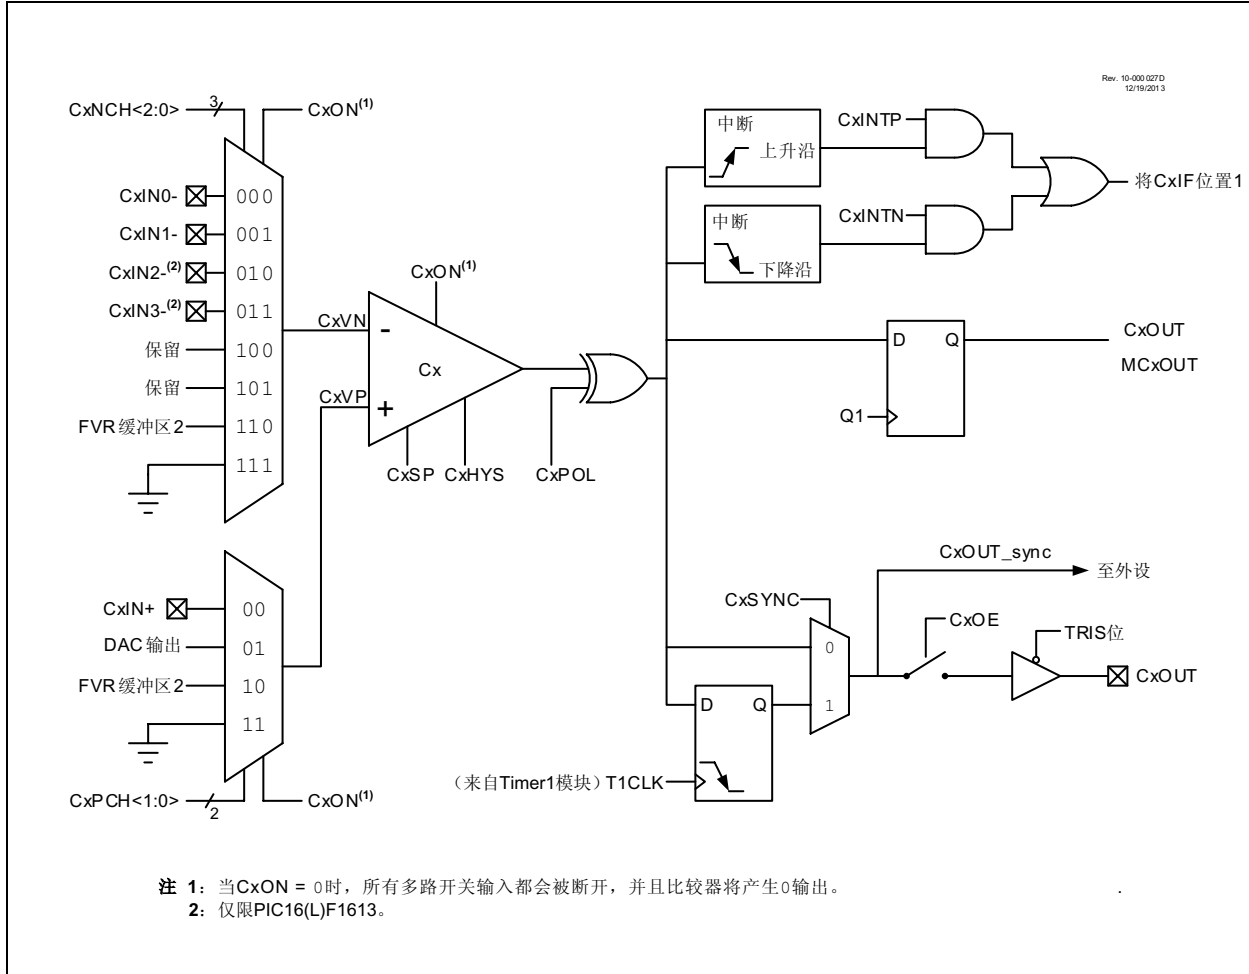 Rev. 10-000027D
12/19/2013
CxNCH<2:0>
3
CxON(1)
CxIN0-
000
CxIN1-
001
CxIN2-(2)
010
CxIN3-(2)
011
保留
100
保留
101
FVR缓冲区2
110
111
CxVN
CxVP
CxON(1)
-
Cx
+
CxSP
CxHYS
CxPOL
中断
上升沿
CxINTP
中断
下降沿
CxINTN
将CxIF位置1
D
Q
Q1
CxOUT
MCxOUT
CxIN+
00
DAC输出
01
FVR缓冲区2
10
11
CxPCH<1:0>
2
CxON(1)
CxOUT_sync
至外设
CxSYNC
0
1
CxOE
TRIS位
CxOUT
D
Q
（来自Timer1模块）T1CLK
注 1：当CxON = 0时，所有多路开关输入都会被断开，并且比较器将产生0输出。
2：仅限PIC16(L)F1613。